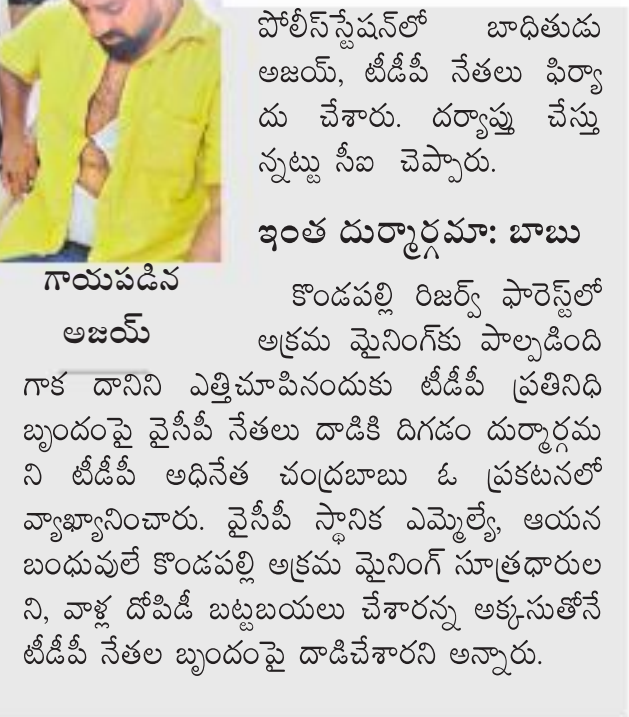 పోలీస్‌స్టేషన్‌లో బాధితుడు
అజయ్, టీడీపీ నేతలు ఫిర్యా
దు చేశారు. దర్యాప్తు చేస్తు
న్నట్టు సీఐ చెప్పారు.
ఇంత దుర్మార్గమా: బాబు
గాయపడిన
అజయ్
కొండపల్లి రిజర్వ్ ఫారెస్ట్‌లో
అక్రమ మైనింగ్‌కు పాల్పడింది
గాక దానిని ఎత్తిచూపినందుకు టీడీపీ ప్రతినిధి
బృందంపై వైసీపీ నేతలు దాడికి దిగడం దుర్మార్గమ
ని టీడీపీ అధినేత చంద్రబాబు ఓ ప్రకటనలో
వ్యాఖ్యానించారు. వైసీపీ స్థానిక ఎమ్మెల్యే, ఆయన
బంధువులే కొండపల్లి అక్రమ మైనింగ్ సూత్రధారుల
ని, వాళ్ల దోపిడీ బట్టబయలు చేశారన్న అక్కసుతోనే
టీడీపీ నేతల బృందంపై దాడిచేశారని అన్నారు.